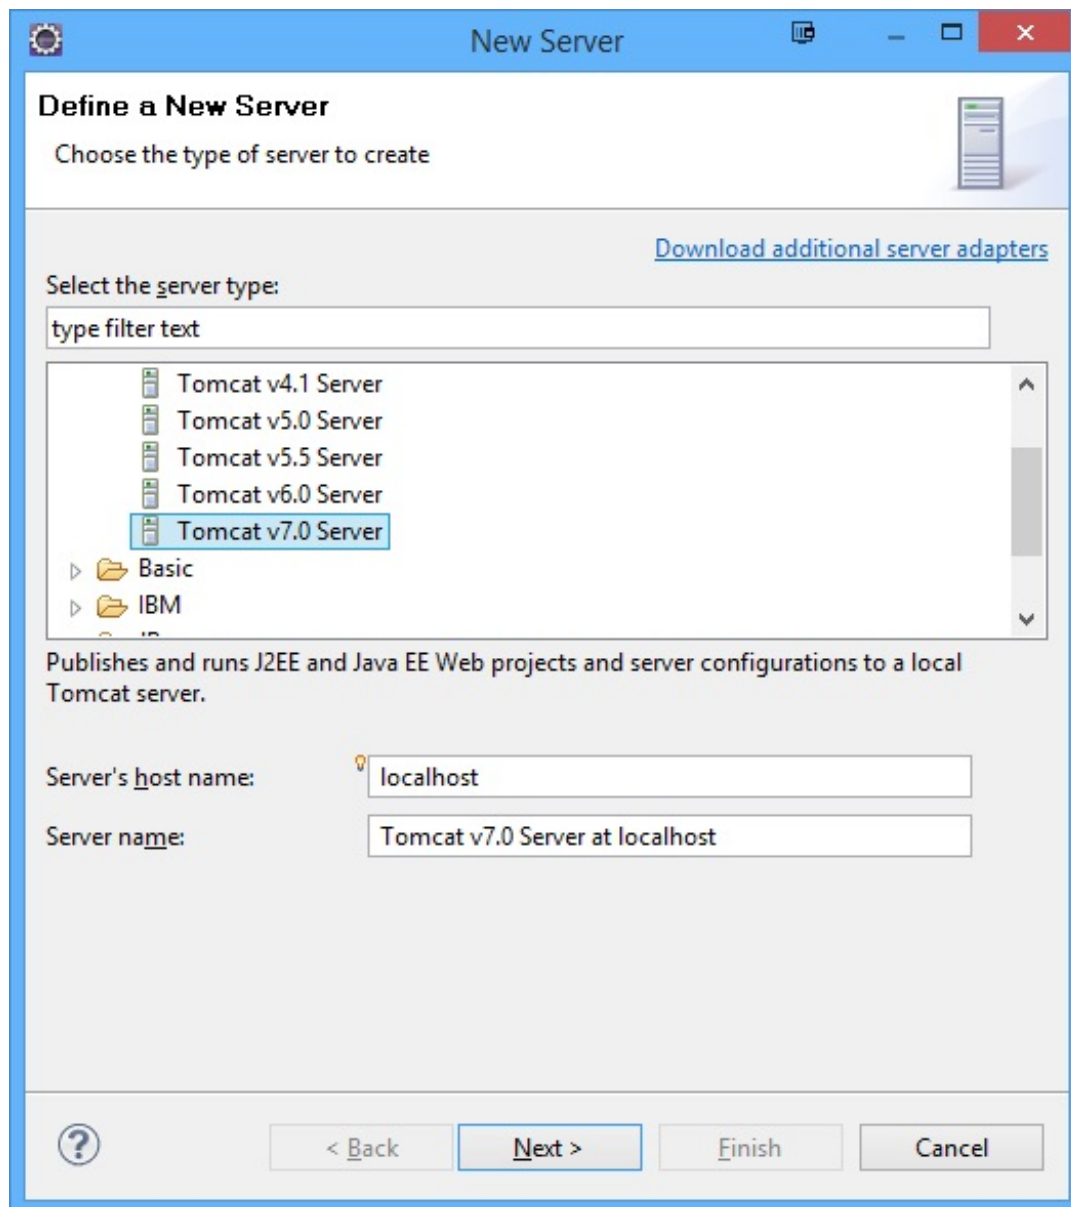 New Server
Define a New Server
Choose the type of server to create
Download additional server adapters
Select the server type:
type filter text
Tomcat v4.1 Server
Tomcat v5.0 Server
Tomcat v5.5 Server
Tomcat v6.0 Server
Tomcat v7.0 Server
Basic
IBM
Publishes and runs J2EE and Java EE Web projects and server configurations to a local
Tomcat server.
Server's host name: localhost
Server name: Tomcat v7.0 Server at localhost
? < Back Next > Finish Cancel